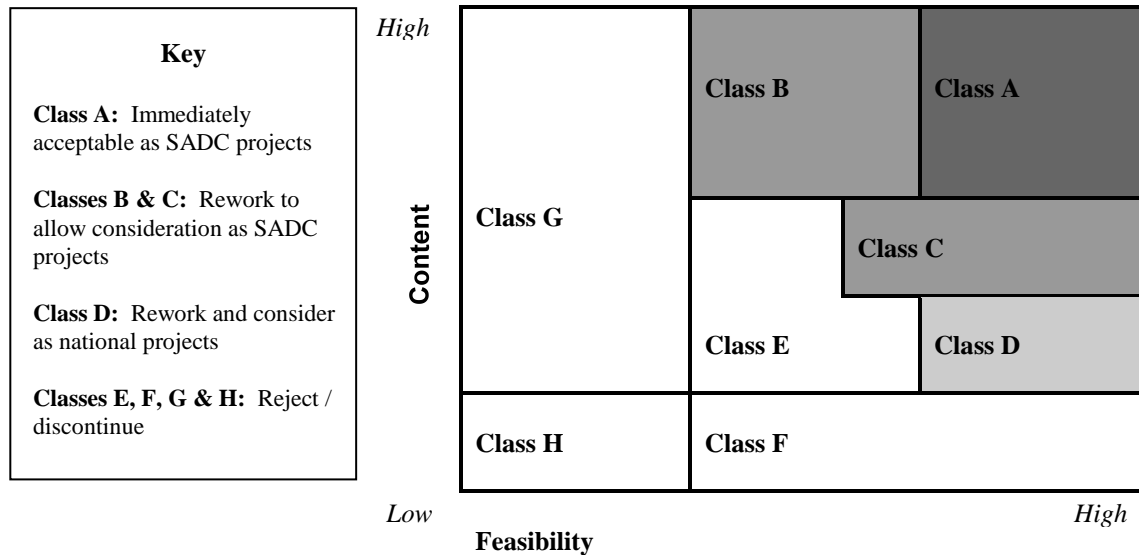 Key
Class A: Immediately
acceptable as SADC projects
Classes B & C: Rework to
allow consideration as SADC
projects
Class D: Rework and consider
as national projects
Classes E, F, G & H: Reject /
discontinue
High
Content
Class B
Class A
Class G
Class C
Class E
Class D
Class H
Class F
Low
High
Feasibility